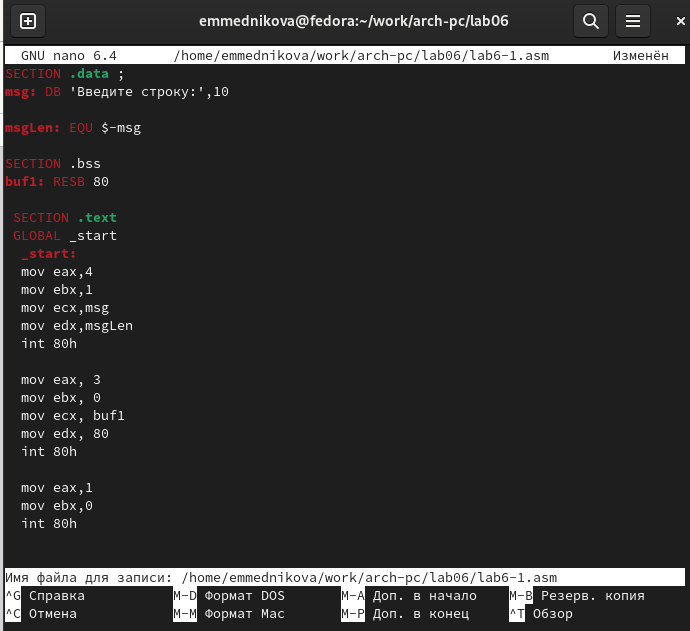 emmednikova@fedora:~/work/arch-pc/lab06
GNU nano 6.4 /home/emmednikova/work/arch-pc/lab06/lab6-1.asm Изменён
SECTION .data ;
msg: DB 'Введите строку:',10
msgLen: EQU $-msg
SECTION .bss
buf1: RESB 80
SECTION .text
GLOBAL _start
_start:
mov eax,4
mov ebx,1
mov ecx,msg
mov edx,msgLen
int 80h
mov eax, 3
mov ebx, 0
mov ecx, buf1
mov edx, 80
int 80h
mov eax,1
mov ebx,0
int 80h
Имя файла для записи: /home/emmednikova/work/arch-pc/lab06/lab6-1.asm
^G Справка M-D Формат DOS M-A Доп. в начало M-B Резерв. копия
^C Отмена M-M Формат Mac M-P Доп. в конец ^T Обзор